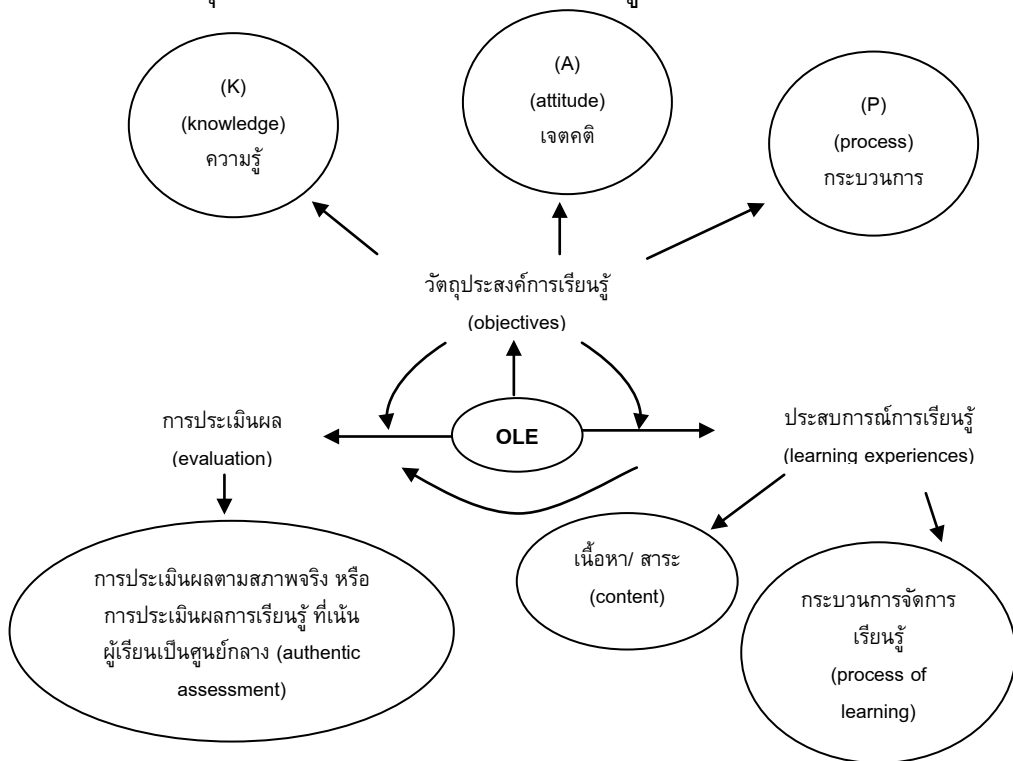 (K)
(knowledge)
ความรู้
(A)
(attitude)
เจตคติ
(P)
(process)
กระบวนการ
วัตถุประสงค์การเรียนรู้
(objectives)
การประเมินผล
(evaluation)
OLE
ประสบการณ์การเรียนรู้
(learning experiences)
การประเมินผลตามสภาพจริง หรือ
การประเมินผลการเรียนรู้ ที่เน้น
ผู้เรียนเป็นศูนย์กลาง (authentic
assessment)
เนื้อหา/ สาระ
(content)
กระบวนการจัดการ
เรียนรู้
(process of
learning)